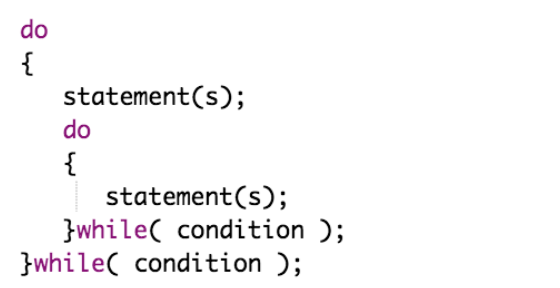 do
{
statement(s);
do
{
statement(s);
}while( condition );
}while( condition );